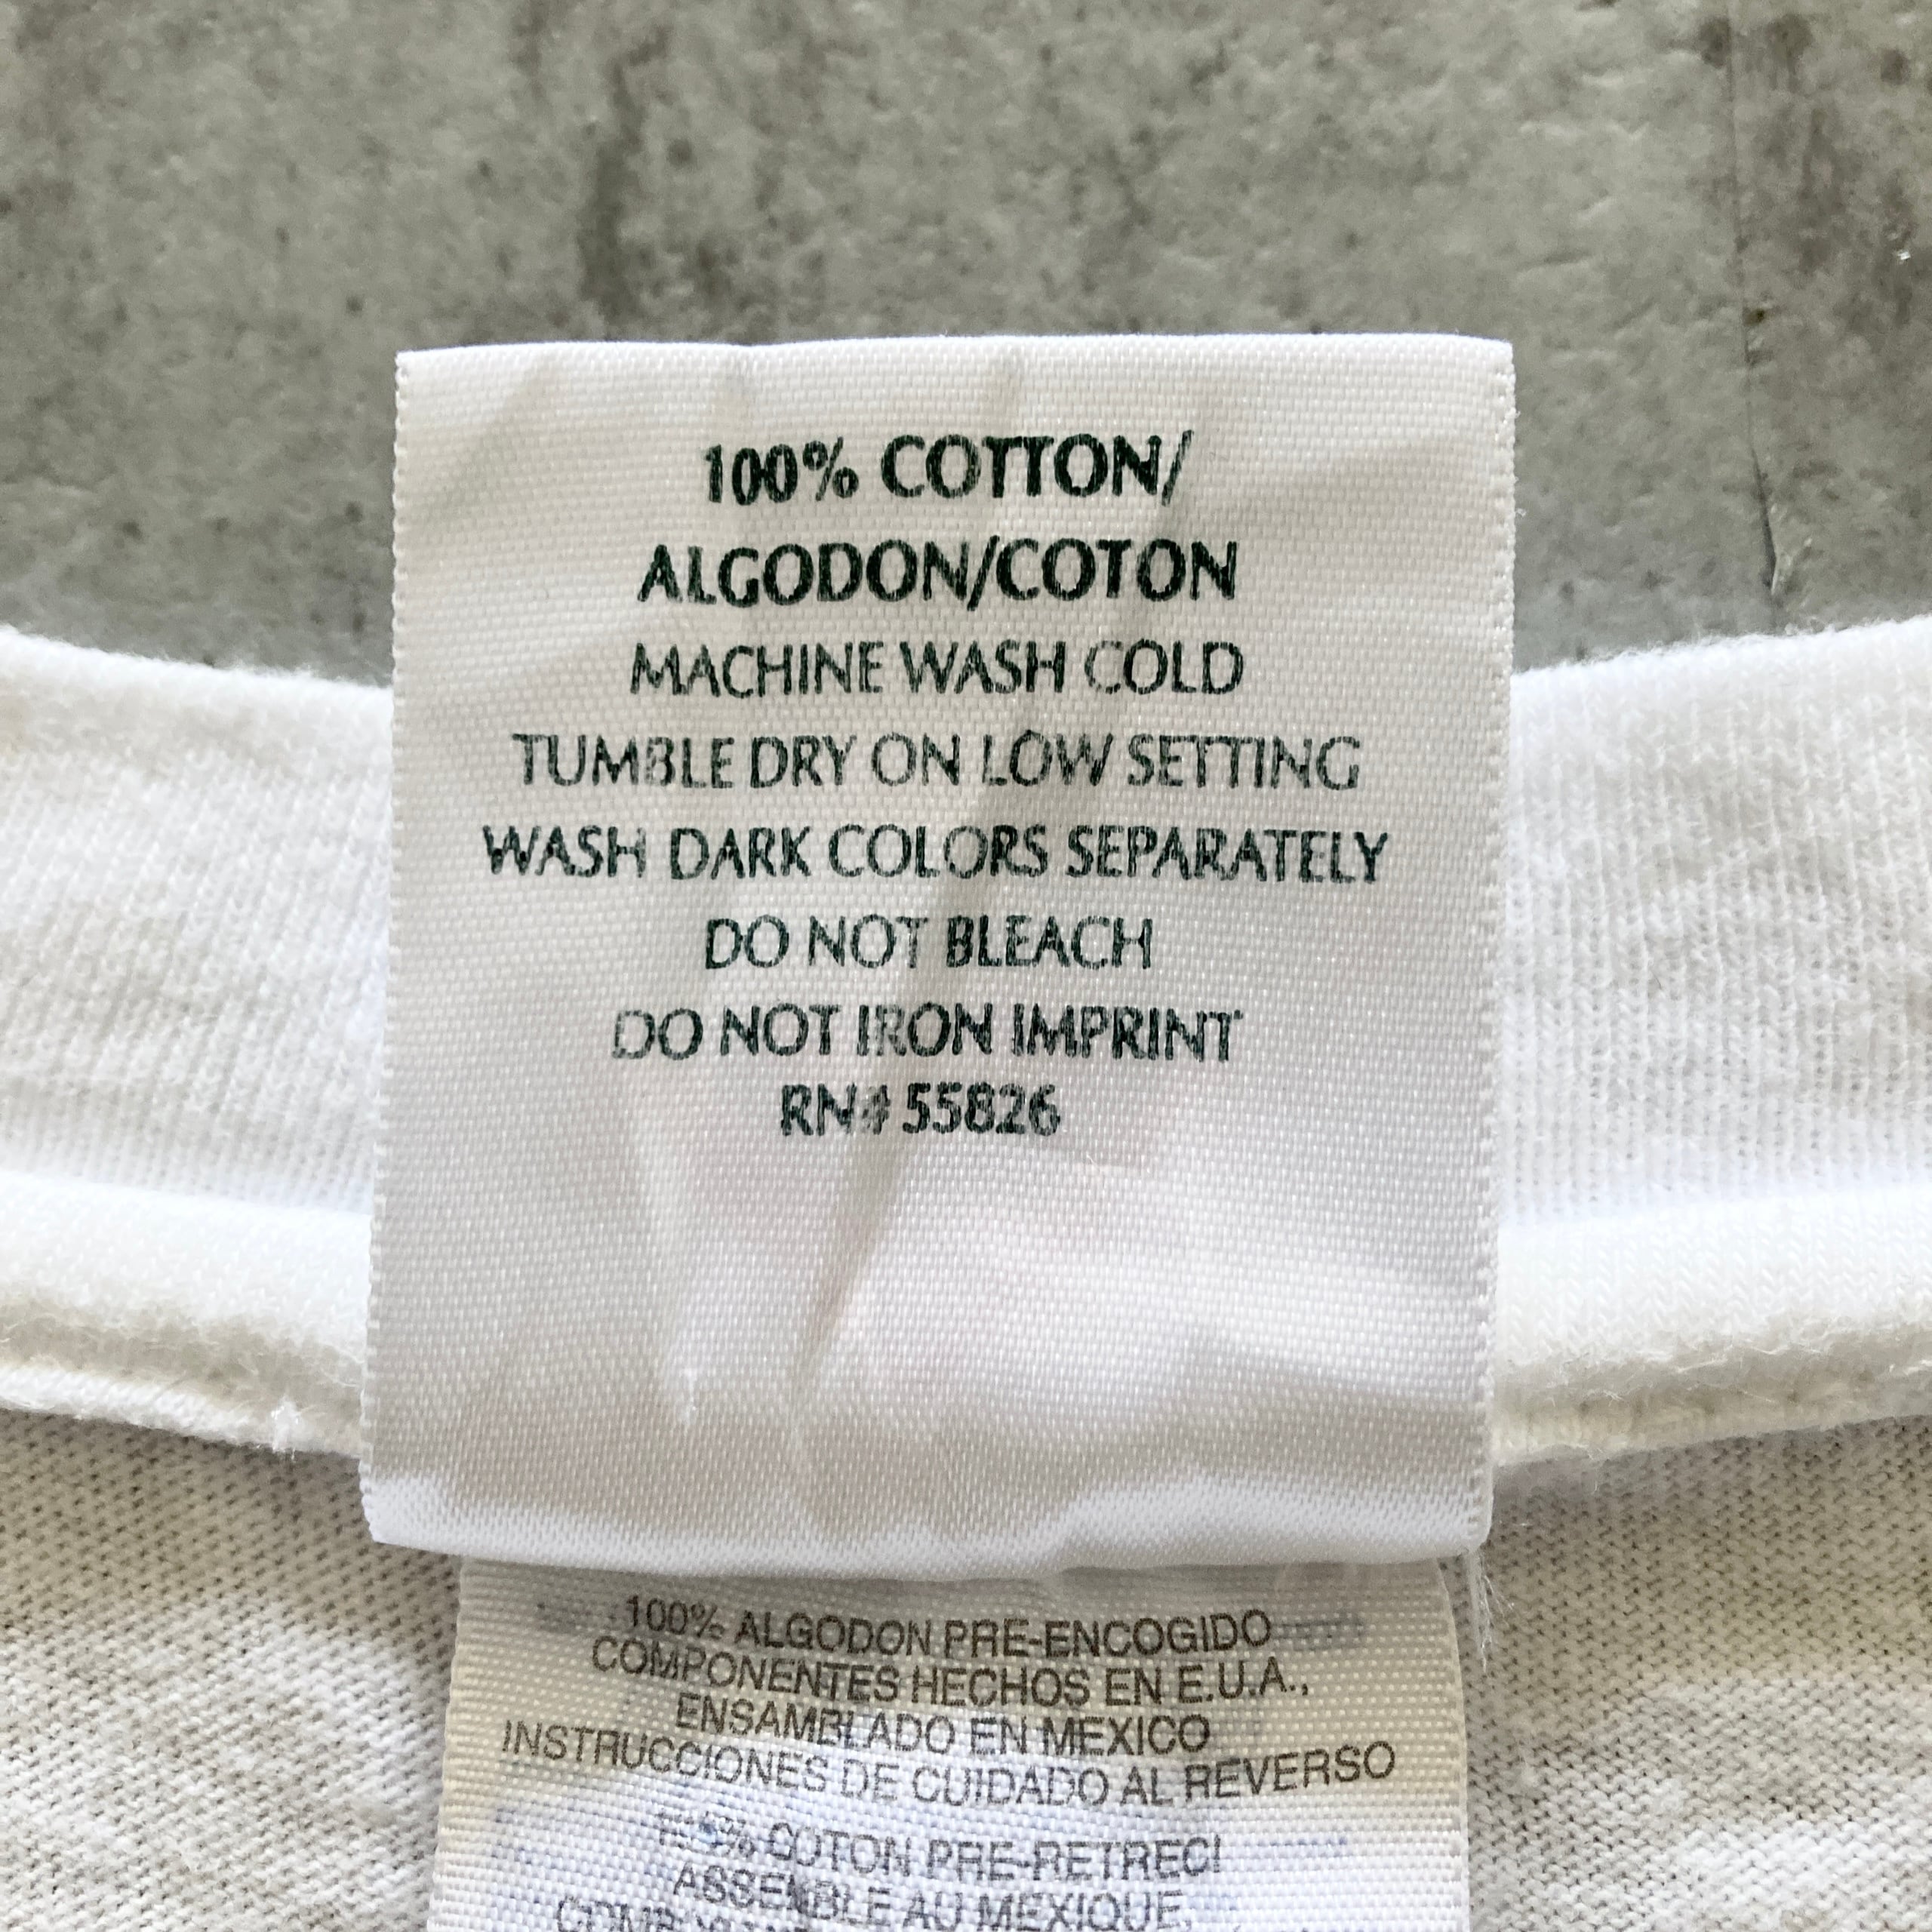 100% COTTON/
ALGODON/COTON
MACHINE WASH COLD
TUMBLE DRY ON LOW SETTING
WASH DARK COLORS SEPARATELY
DO NOT BLEACH
DO NOT IRON IMPRINT
RN# 55826
100% ALGODON PRE-ENCOGIDO
COMPONENTES HECHOS EN E.U.A.,
ENSAMBLADO EN MEXICO
INSTRUCCIONES DE CUIDADO AL REVERSO
100% COTON PRE-RETRECI
ASSEMBLE AU MEXIQUE,